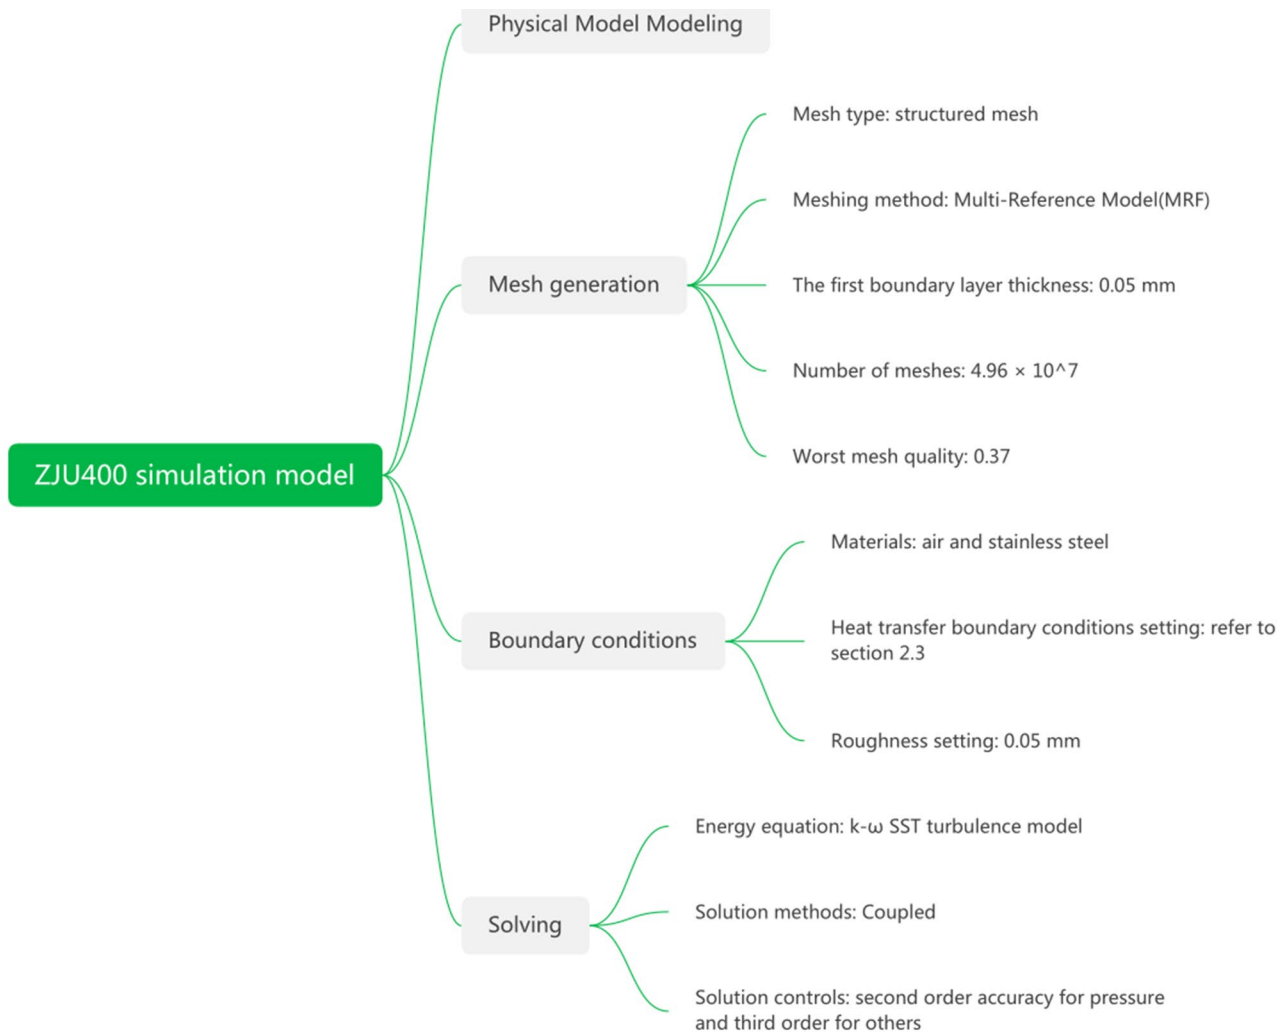 Physical Model Modeling
Mesh type: structured mesh
Meshing method: Multi-Reference Model(MRF)
Mesh generation
The first boundary layer thickness: 0.05 mm
Number of meshes: 4.96 × 10^7
Worst mesh quality: 0.37
ZJU400 simulation model
Materials: air and stainless steel
Boundary conditions
Heat transfer boundary conditions setting: refer to
section 2.3
Roughness setting: 0.05 mm
Energy equation: k-ω SST turbulence model
Solution methods: Coupled
Solving
Solution controls: second order accuracy for pressure
and third order for others